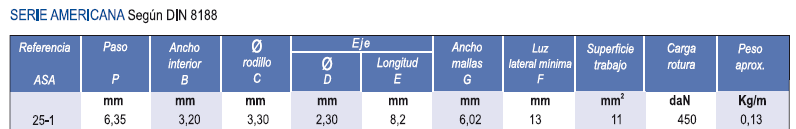 SERIE AMERICANA Según DIN 8188
Referencia Paso Ancho Ø Eje Ancho Luz Superficie Carga Peso
interior rodillo Ø Longitud mallas lateral mínima trabajo rotura aprox.
ASA P B C D E G F
mm mm mm mm mm mm mm mm² daN Kg/m
25-1 6,35 3,20 3,30 2,30 8,2 6,02 13 11 450 0,13